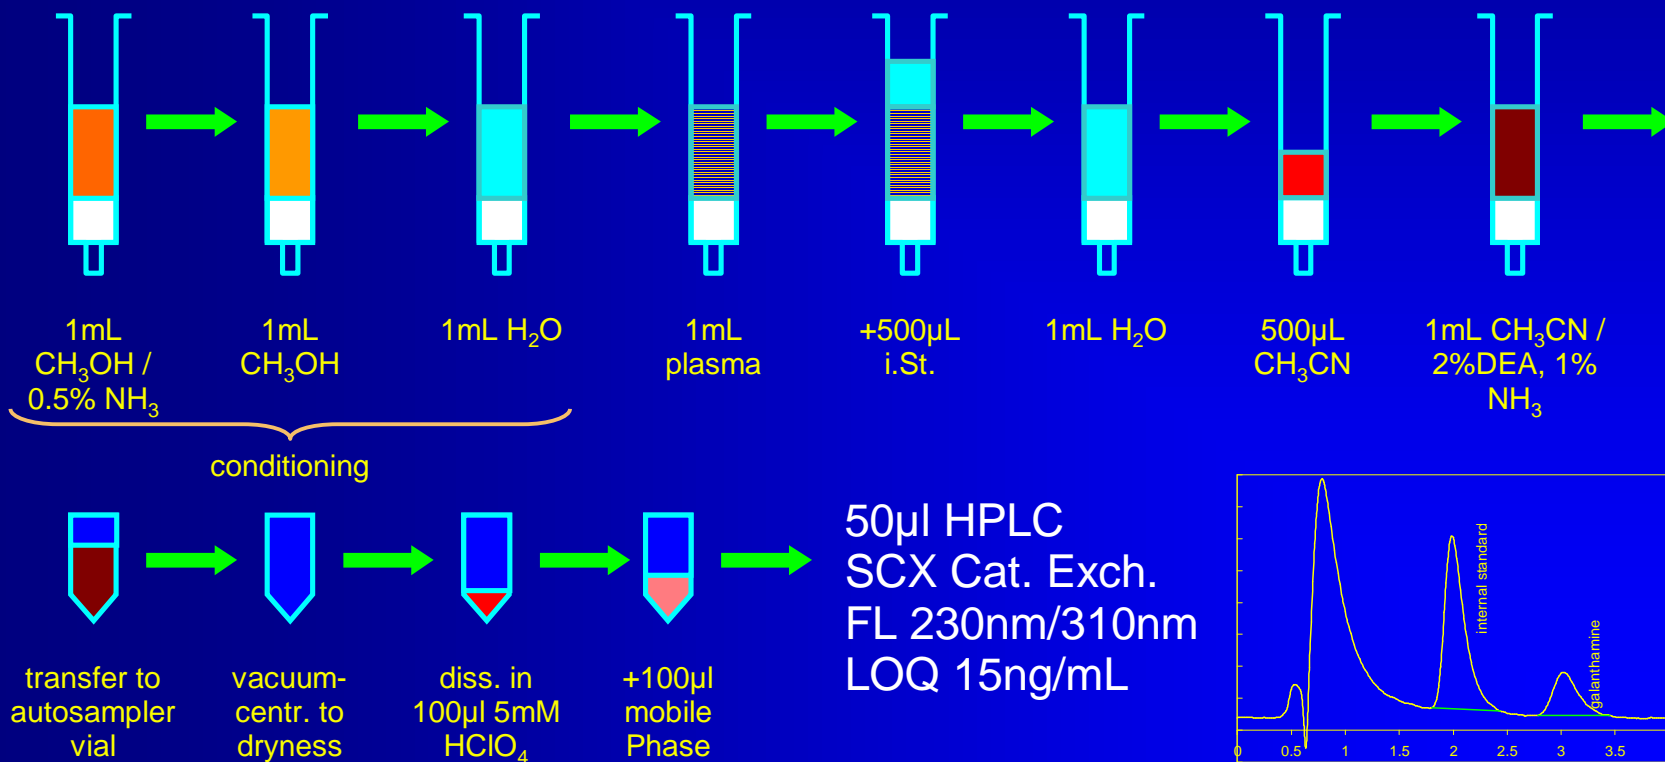 1mL
CH₃OH /
0.5% NH₃
1mL
CH₃OH
1mL H₂O
1mL
plasma
+500µL
i.St.
1mL H₂O
500µL
CH₃CN
1mL CH₃CN /
2%DEA, 1%
NH₃
conditioning
transfer to
autosampler
vial
vacuum-
centr. to
dryness
diss. in
100µl 5mM
HClO₄
+100µl
mobile
Phase
50µl HPLC
SCX Cat. Exch.
FL 230nm/310nm
LOQ 15ng/mL
internal standard
galanthamine
0 0.5 1 1.5 2 2.5 3 3.5